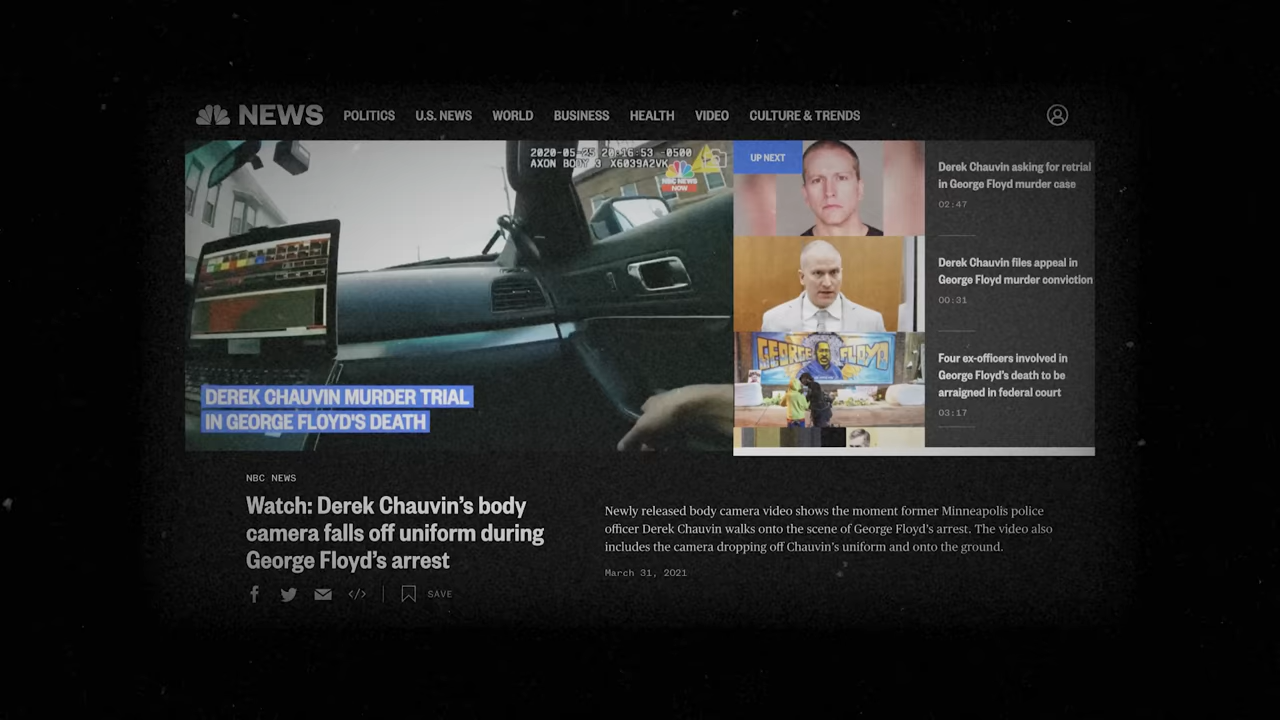 NEWS
POLITICS
U.S. NEWS
WORLD
BUSINESS
HEALTH
VIDEO
CULTURE & TRENDS
2020-05-25 20:16:53 -0500
AXON BODY 3 X6039A2VK
NBC NEWS
NOW
DEREK CHAUVIN MURDER TRIAL
IN GEORGE FLOYD'S DEATH
UP NEXT
Derek Chauvin asking for retrial
in George Floyd murder case
02:47
Derek Chauvin files appeal in
George Floyd murder conviction
00:31
GEORGE FLOYD
Four ex-officers involved in
George Floyd's death to be
arraigned in federal court
03:17
NBC NEWS
Watch: Derek Chauvin's body
camera falls off uniform during
George Floyd's arrest
SAVE
Newly released body camera video shows the moment former Minneapolis police
officer Derek Chauvin walks onto the scene of George Floyd's arrest. The video also
includes the camera dropping off Chauvin's uniform and onto the ground.
March 31, 2021